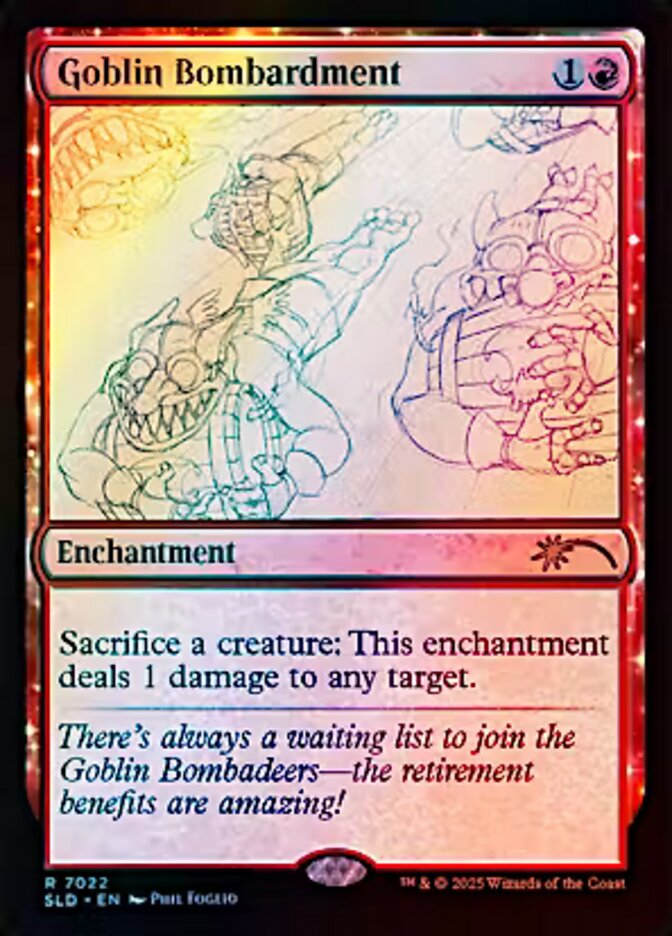 Goblin Bombardment 1
Enchantment
Sacrifice a creature: This enchantment
deals 1 damage to any target.
There's always a waiting list to join the
Goblin Bombadeers—the retirement
benefits are amazing!
R 7022
™ & © 2025 Wizards of the Coast
SLD • EN Phil Foglio